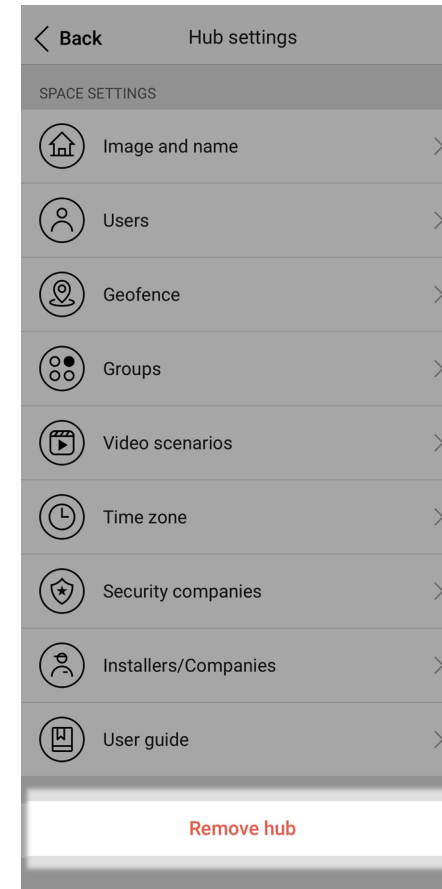 Back
Hub settings
SPACE SETTINGS
Image and name
Users
Geofence
Groups
Video scenarios
Time zone
Security companies
Installers/Companies
User guide
Remove hub